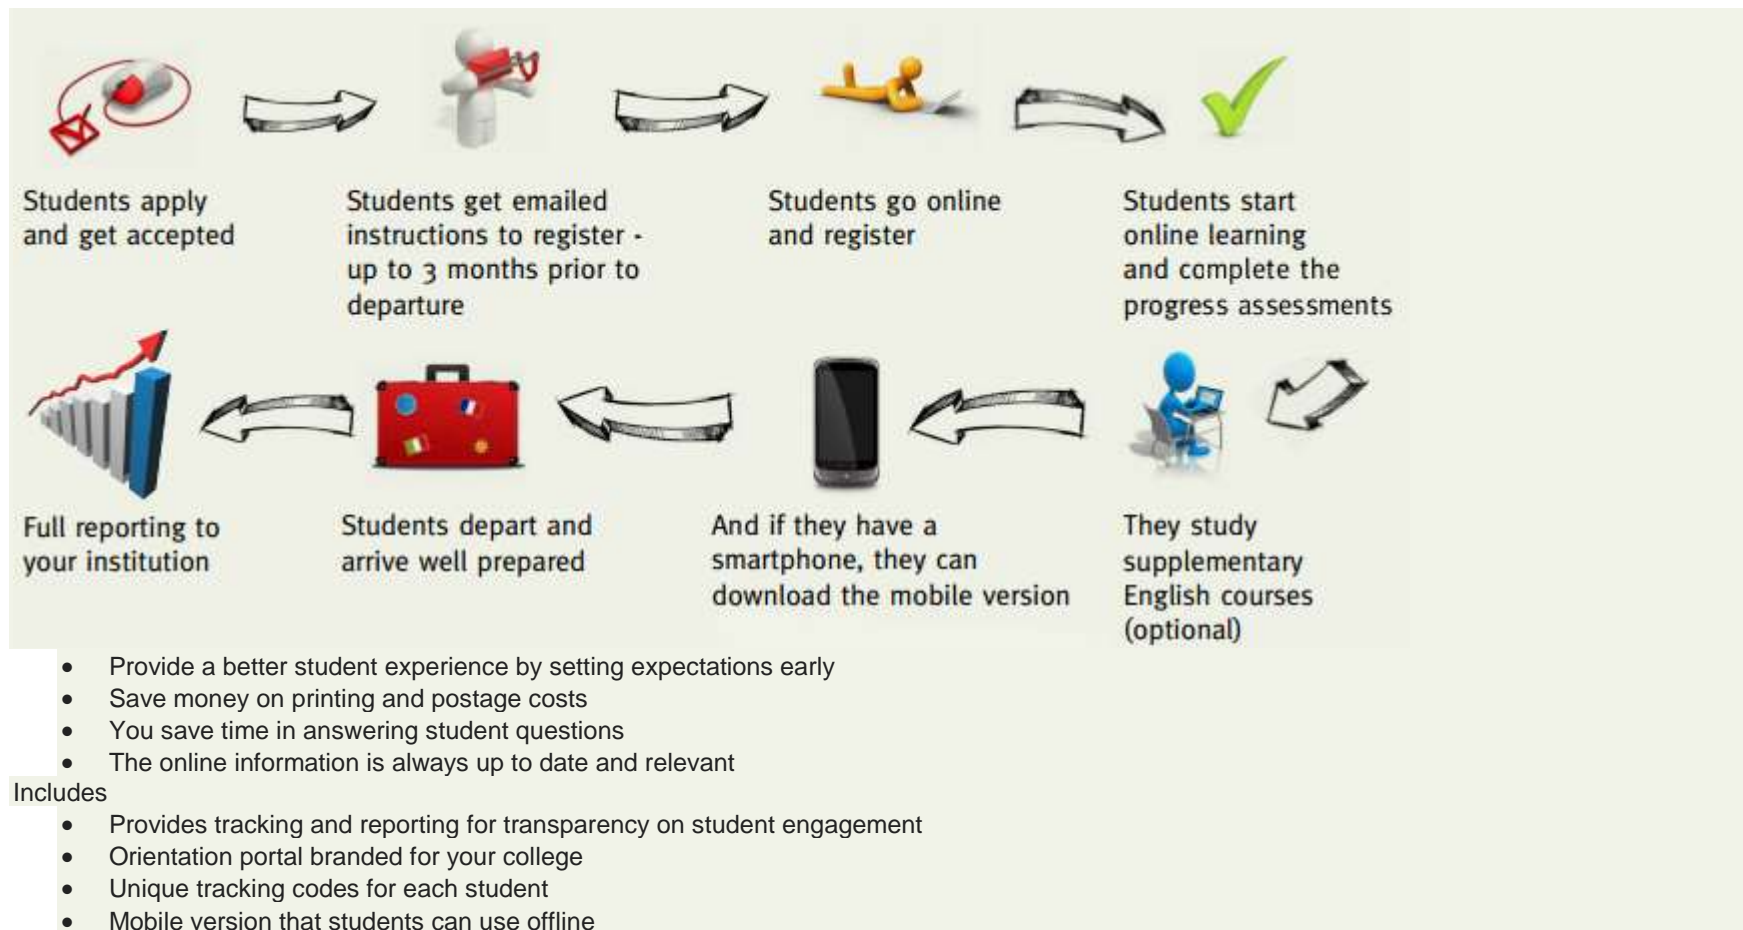 Students apply
and get accepted
Students get emailed
instructions to register -
up to 3 months prior to
departure
Students go online
and register
Students start
online learning
and complete the
progress assessments
They study
supplementary
English courses
(optional)
And if they have a
smartphone, they can
download the mobile version
Students depart and
arrive well prepared
Full reporting to
your institution
• Provide a better student experience by setting expectations early
• Save money on printing and postage costs
• You save time in answering student questions
• The online information is always up to date and relevant
Includes
• Provides tracking and reporting for transparency on student engagement
• Orientation portal branded for your college
• Unique tracking codes for each student
• Mobile version that students can use offline